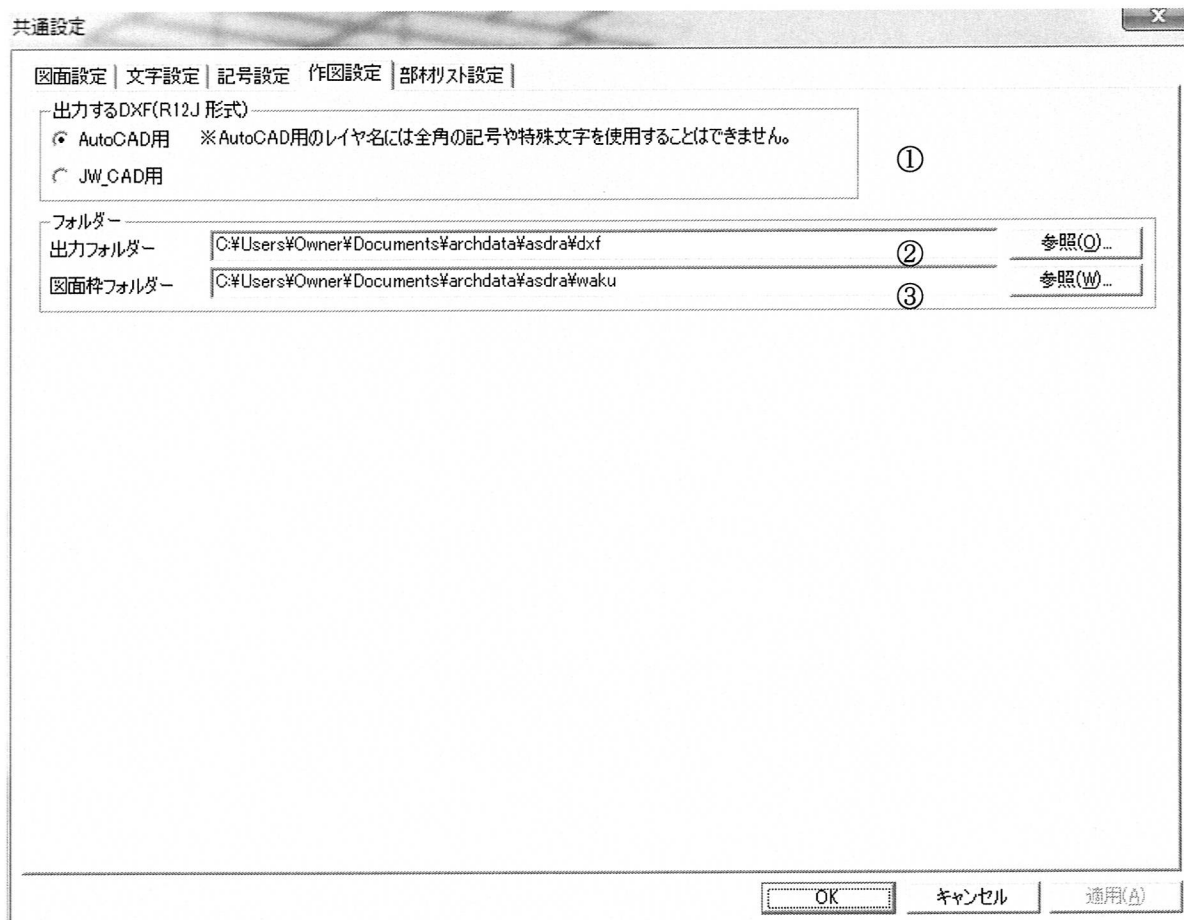 共通設定
X
図面設定 文字設定 記号設定 作図設定 部材リスト設定
出力するDXF(R12J 形式)
AutoCAD用 ※AutoCAD用のレイヤ名には全角の記号や特殊文字を使用することはできません。
①
JW_CAD用
フォルダー
出力フォルダー C:¥Users¥Owner¥Documents¥archdata¥asdra¥dxf ② 参照(O)...
図面枠フォルダー C:¥Users¥Owner¥Documents¥archdata¥asdra¥waku ③ 参照(W)...
OK キャンセル 適用(A)